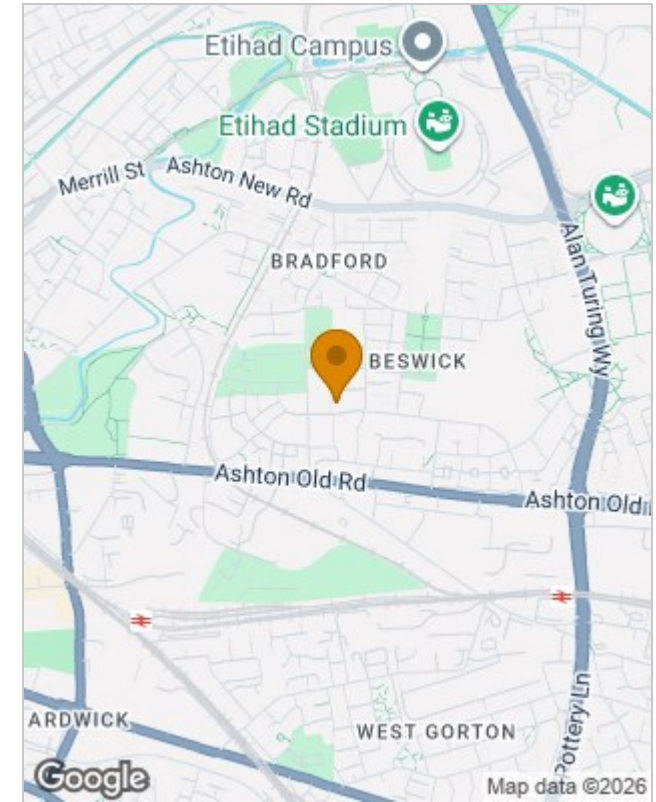 Etihad Campus
Etihad Stadium
Merrill St
Ashton New Rd
Alan Turing Wy
BRADFORD
BESWICK
Ashton Old Rd
Ashton Old
ARDWICK
WEST GORTON
Pottery Ln
Google
Map data ©2026